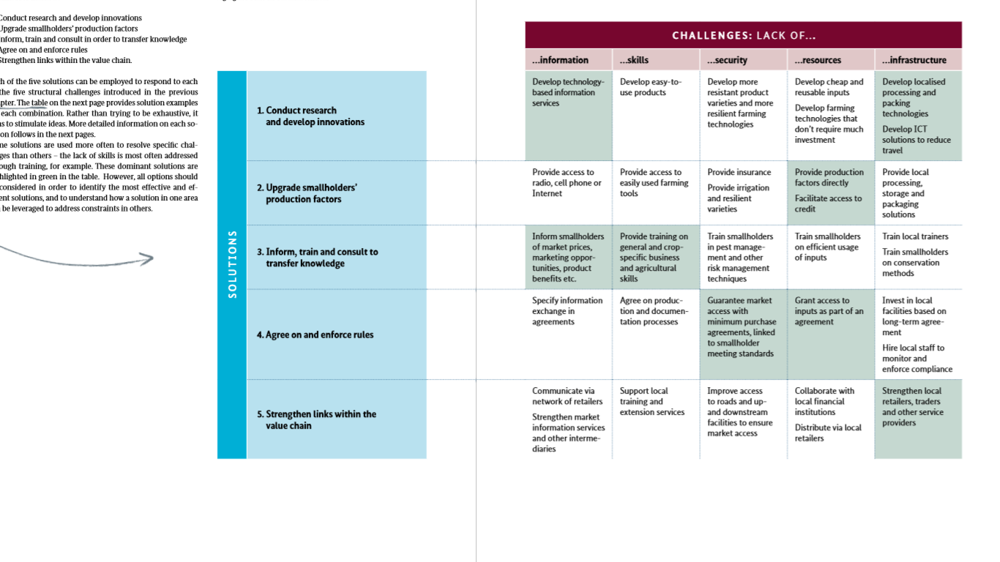 Conduct research and develop innovations
Upgrade smallholders' production factors
Inform, train and consult in order to transfer knowledge
Agree on and enforce rules
Strengthen links within the value chain.
of the five solutions can be employed to respond to each
the five structural challenges introduced in the previous
The table on the next page provides solution examples
each combination. Rather than trying to be exhaustive, it
to stimulate ideas. More detailed information on each so-
follows in the next pages.
solutions are used more often to resolve specific chal-
than others – the lack of skills is most often addressed
training, for example. These dominant solutions are
in green in the table. However, all options should
considered in order to identify the most effective and ef-
solutions, and to understand how a solution in one area
be leveraged to address constraints in others.
SOLUTIONS
CHALLENGES: LACK OF...
...information
...skills
...security
...resources
...infrastructure
1. Conduct research
and develop innovations
Develop technology-
based information
services
Develop easy-to-
use products
Develop more
resistant product
varieties and more
resilient farming
technologies
Develop cheap and
reusable inputs
Develop farming
technologies that
don't require much
investment
Develop localised
processing and
packing
technologies
Develop ICT
solutions to reduce
travel
2. Upgrade smallholders'
production factors
Provide access to
radio, cell phone or
Internet
Provide access to
easily used farming
tools
Provide insurance
Provide irrigation
and resilient
varieties
Provide production
factors directly
Facilitate access to
credit
Provide local
processing,
storage and
packaging
solutions
3. Inform, train and consult to
transfer knowledge
Inform smallholders
of market prices,
marketing oppor-
tunities, product
benefits etc.
Provide training on
general and crop-
specific business
and agricultural
skills
Train smallholders
in pest manage-
ment and other
risk management
techniques
Train smallholders
on efficient usage
of inputs
Train local trainers
Train smallholders
on conservation
methods
4. Agree on and enforce rules
Specify information
exchange in
agreements
Agree on produc-
tion and documen-
tation processes
Guarantee market
access with
minimum purchase
agreements, linked
to smallholder
meeting standards
Grant access to
inputs as part of an
agreement
Invest in local
facilities based on
long-term agree-
ment
Hire local staff to
monitor and
enforce compliance
5. Strengthen links within the
value chain
Communicate via
network of retailers
Strengthen market
information services
and other interme-
diaries
Support local
training and
extension services
Improve access
to roads and up-
and downstream
facilities to ensure
market access
Collaborate with
local financial
institutions
Distribute via local
retailers
Strengthen local
retailers, traders
and other service
providers